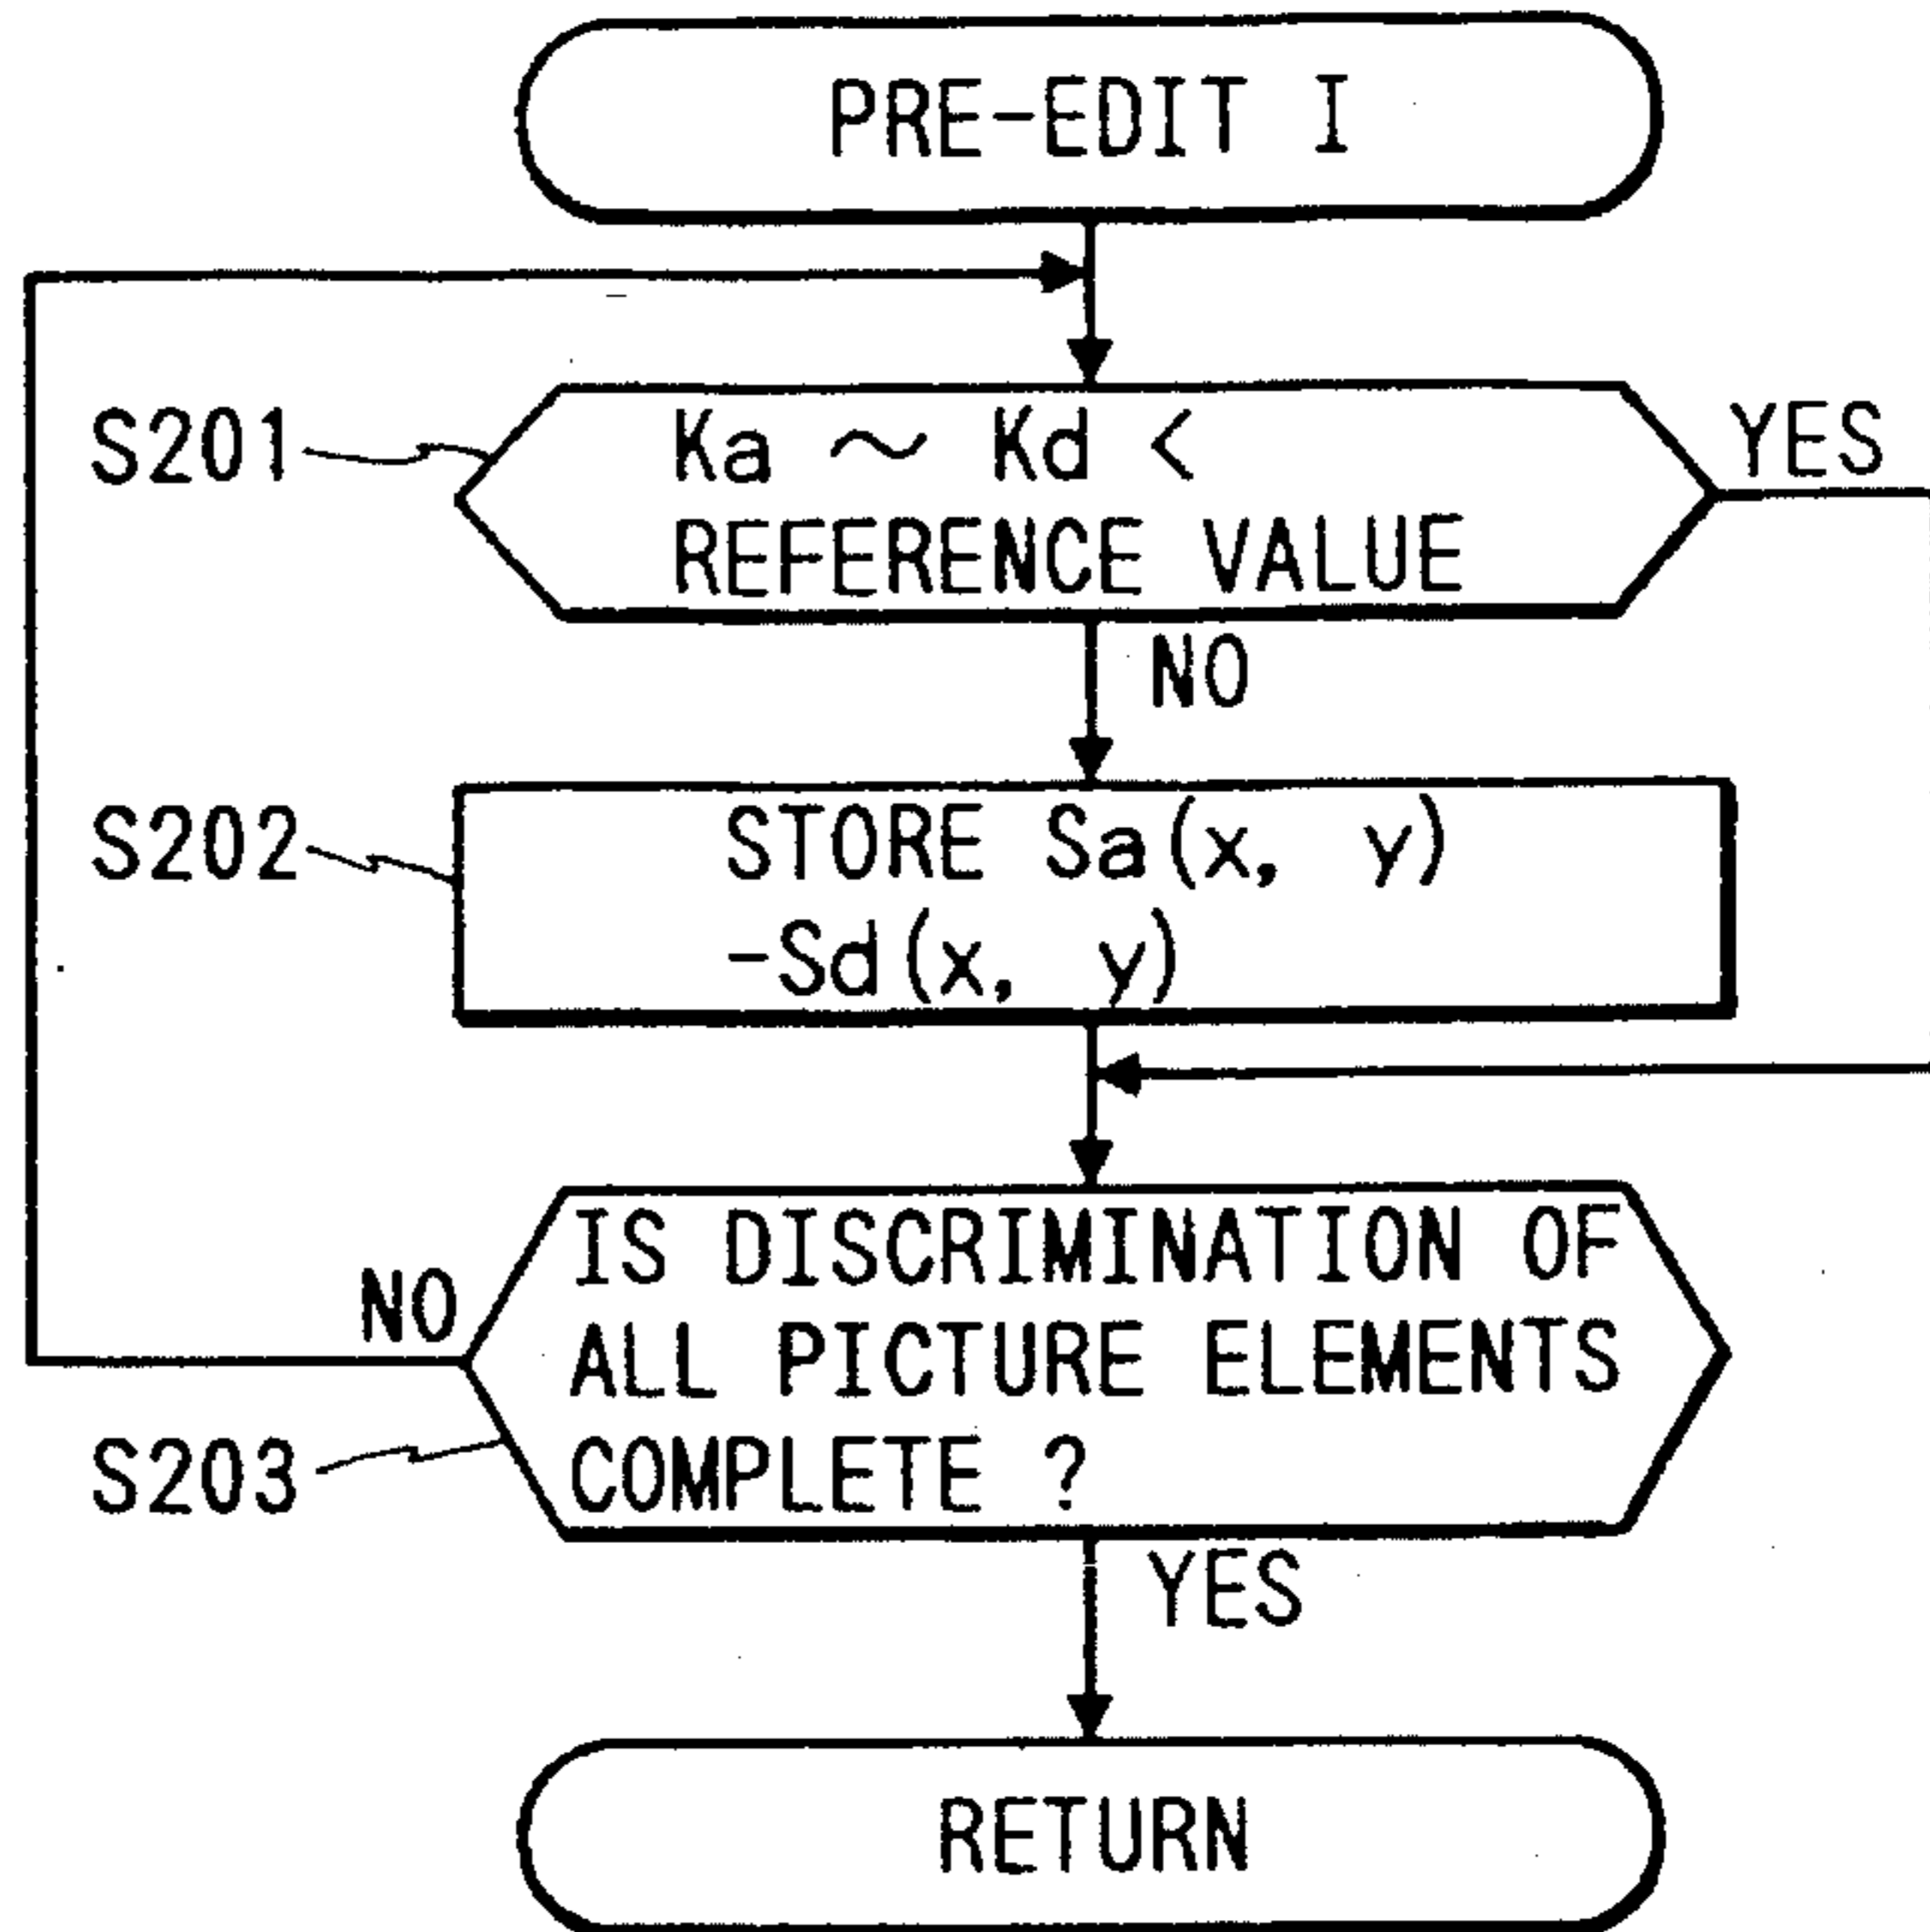 PRE-EDIT I
S201
Ka ～ Kd <
REFERENCE VALUE
YES
NO
S202
STORE Sa(x, y)
-Sd(x, y)
IS DISCRIMINATION OF
ALL PICTURE ELEMENTS
COMPLETE ?
NO
S203
YES
RETURN